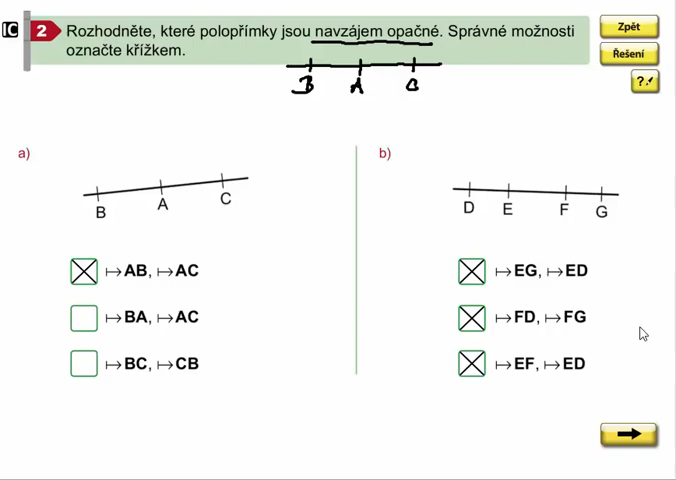 2 Rozhodněte, které polopřímky jsou navzájem opačné. Správné možnosti
označte křížkem.
Zpět
Řešení
?
B A C
a)
B A C
↦AB, ↦AC
↦BA, ↦AC
↦BC, ↦CB
b)
D E F G
↦EG, ↦ED
↦FD, ↦FG
↦EF, ↦ED